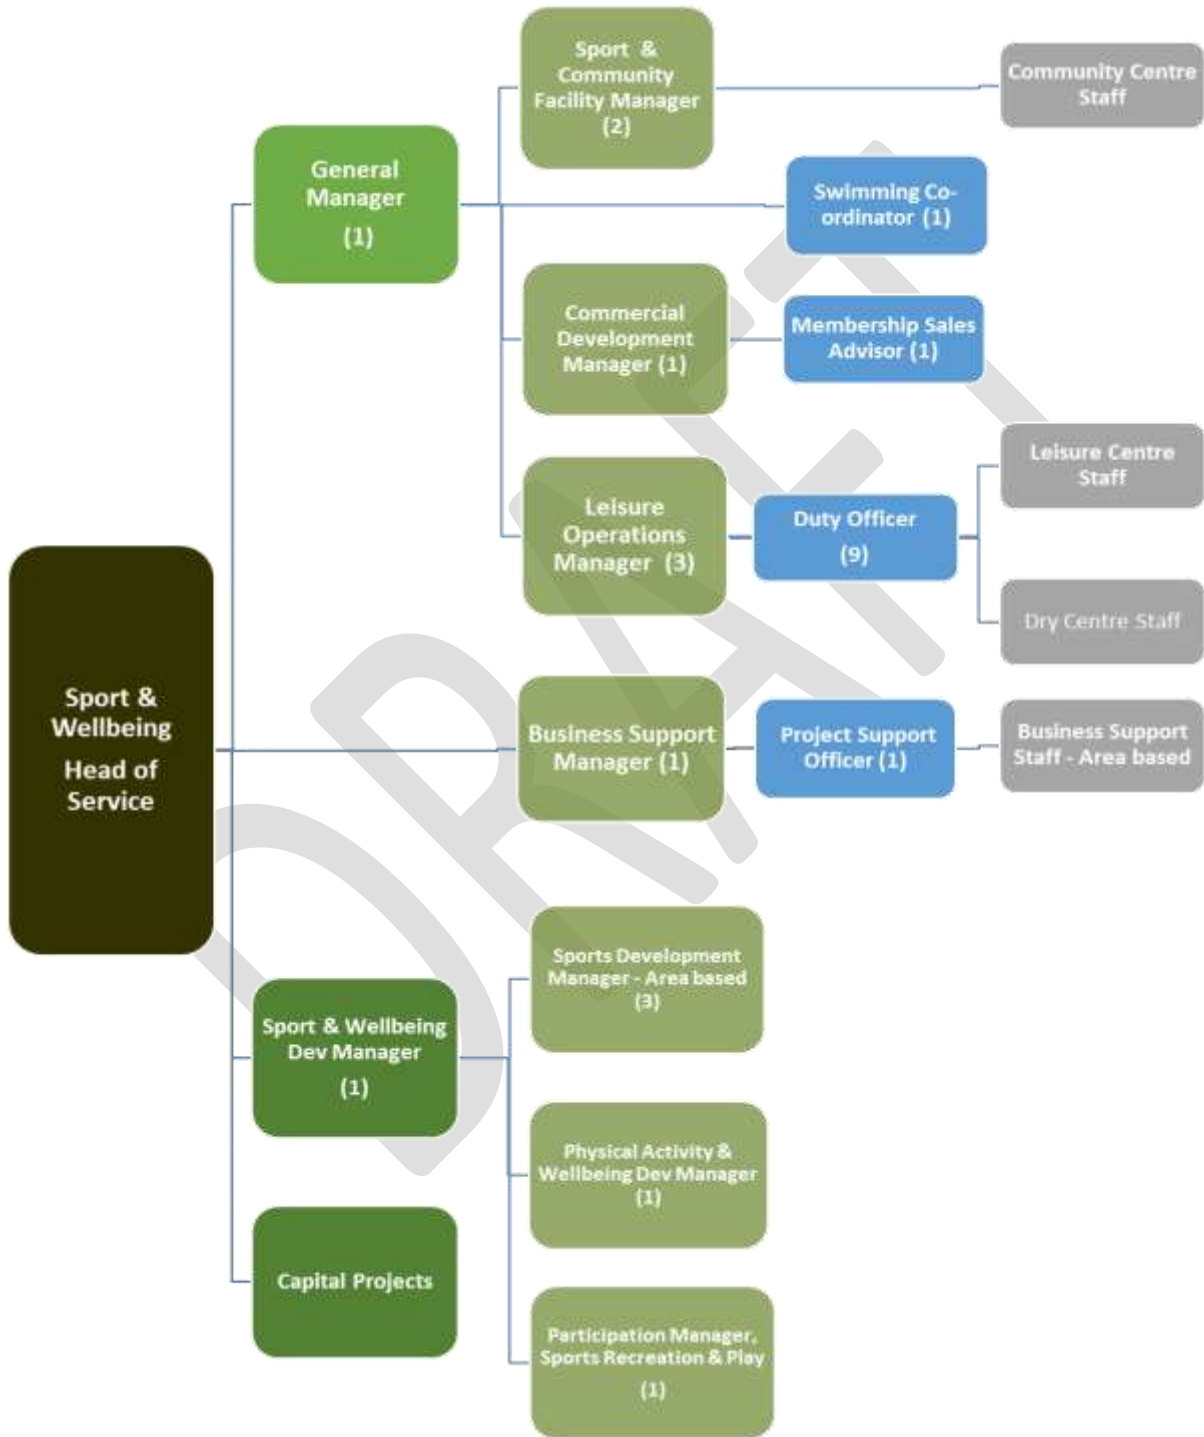 Sport &
Community
Facility Manager
(2)
Community Centre
Staff
General
Manager
(1)
Swimming Co-
ordinator (1)
Commercial
Development
Manager (1)
Membership Sales
Advisor (1)
Leisure
Operations
Manager (3)
Duty Officer
(9)
Leisure Centre
Staff
Dry Centre Staff
Sport &
Wellbeing
Head of
Service
Business Support
Manager (1)
Project Support
Officer (1)
Business Support
Staff - Area based
Sport & Wellbeing
Dev Manager
(1)
Sports Development
Manager - Area based
(3)
Physical Activity &
Wellbeing Dev Manager
(1)
Capital Projects
Participation Manager,
Sports Recreation & Play
(1)
DRAFT